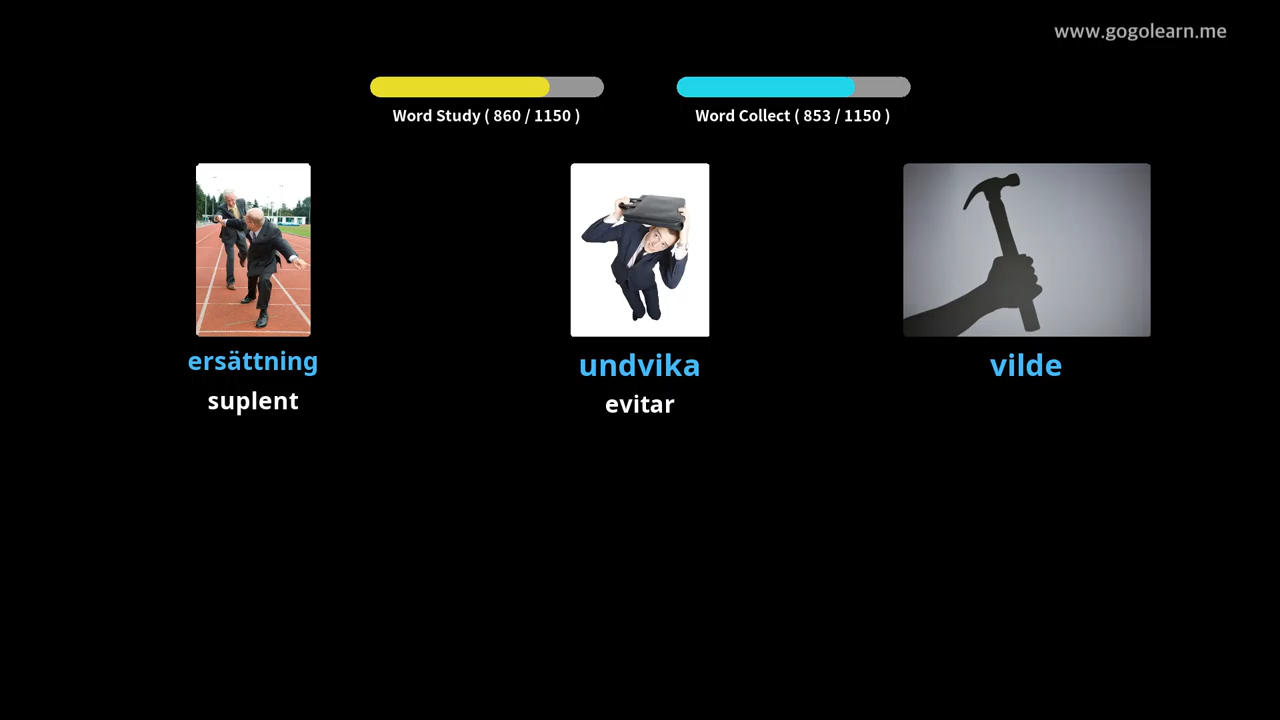 www.gogolearn.me
Word Study ( 860 / 1150 )
Word Collect ( 853 / 1150 )
ersättning
undvika
vilde
suplent
evitar